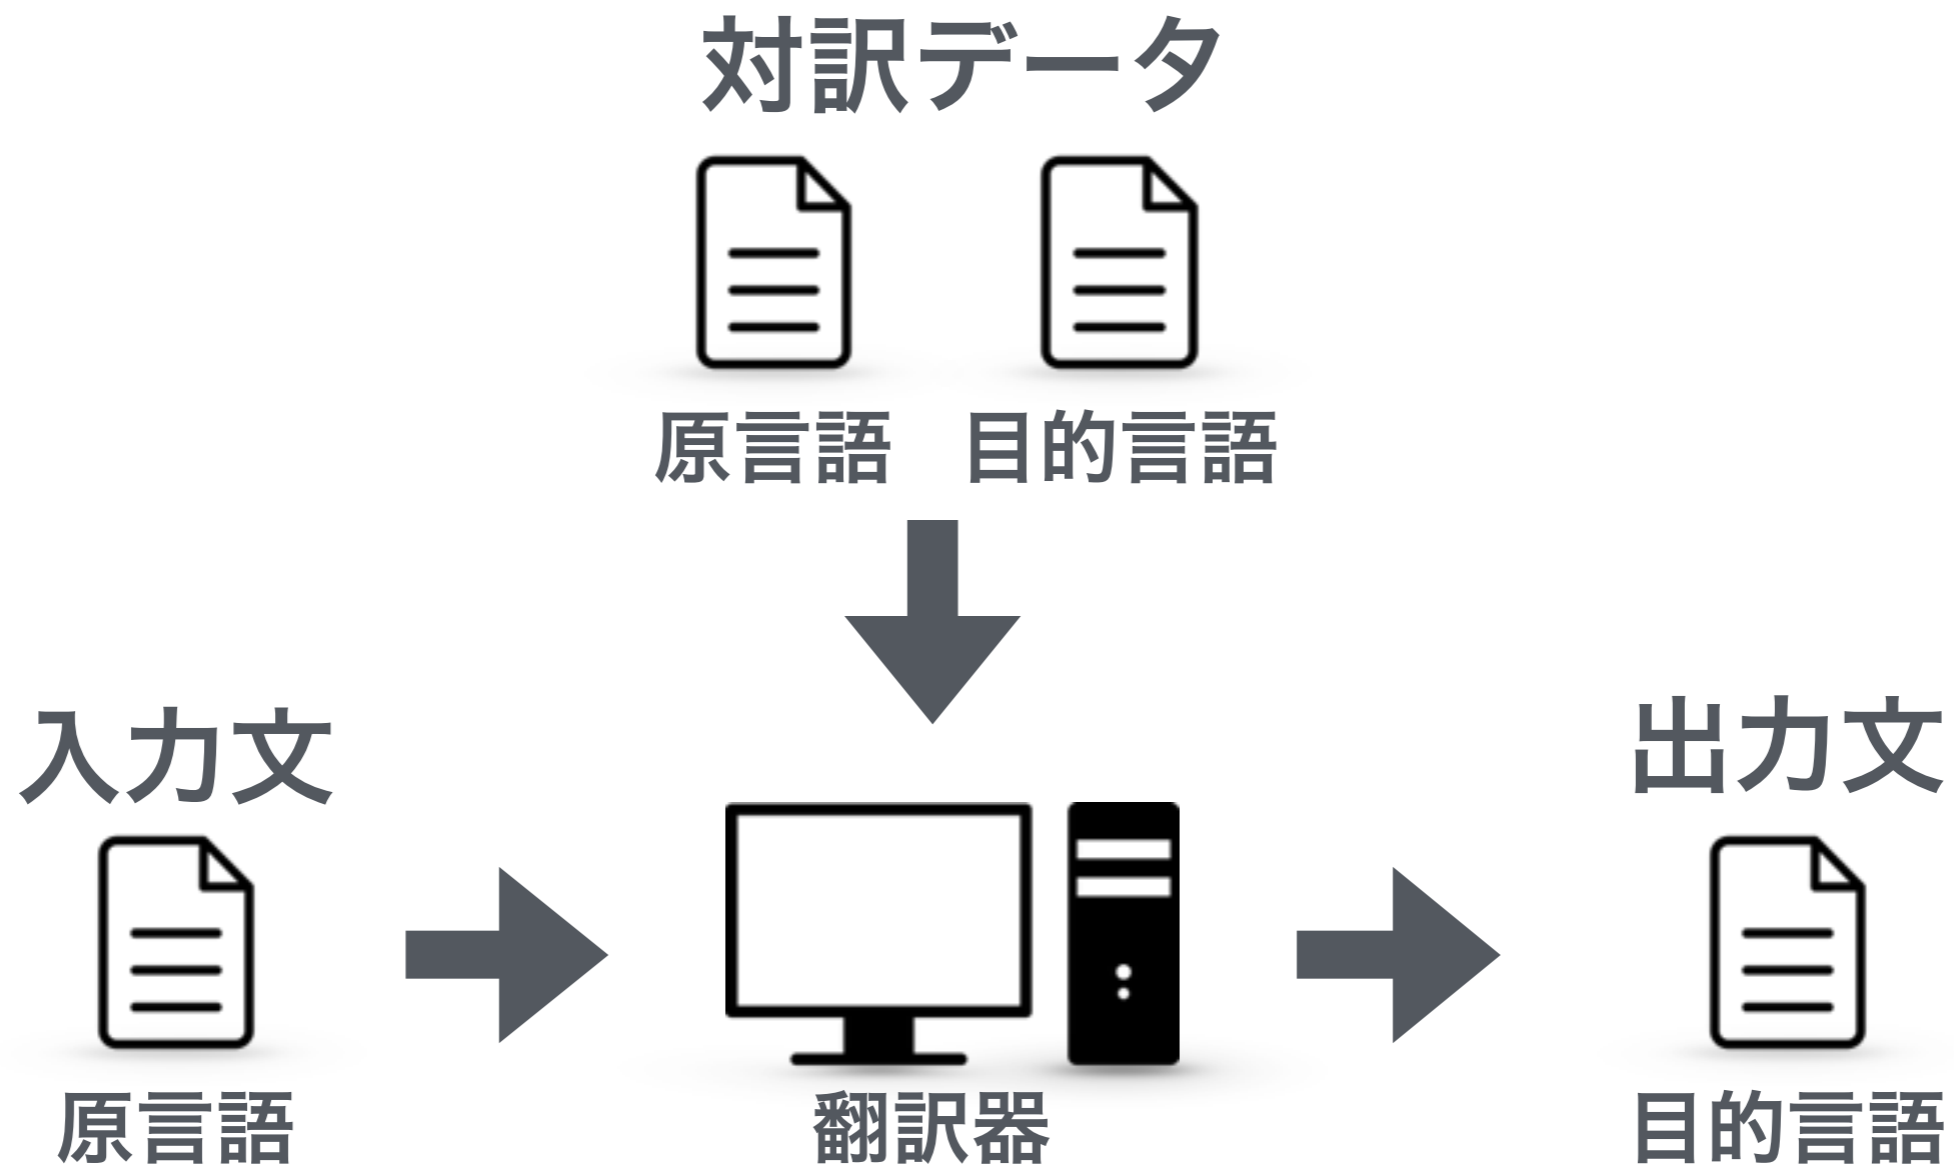 対訳データ
原言語 目的言語
入力文
出力文
原言語
翻訳器
目的言語